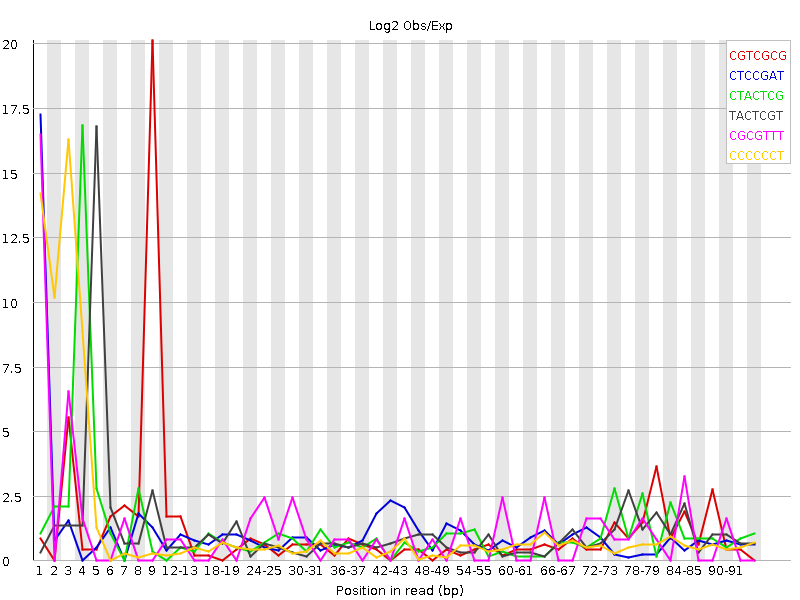 Log2 Obs/Exp
20
17.5
15
12.5
10
7.5
5
2.5
0
CGTCGCG
CTCCGAT
CTACTCG
TACTCGT
CGCGTTT
CCCCCCT
1 2 3 4 5 6 7 8 9 12-13 18-19 24-25 30-31 36-37 42-43 48-49 54-55 60-61 66-67 72-73 78-79 84-85 90-91
Position in read (bp)